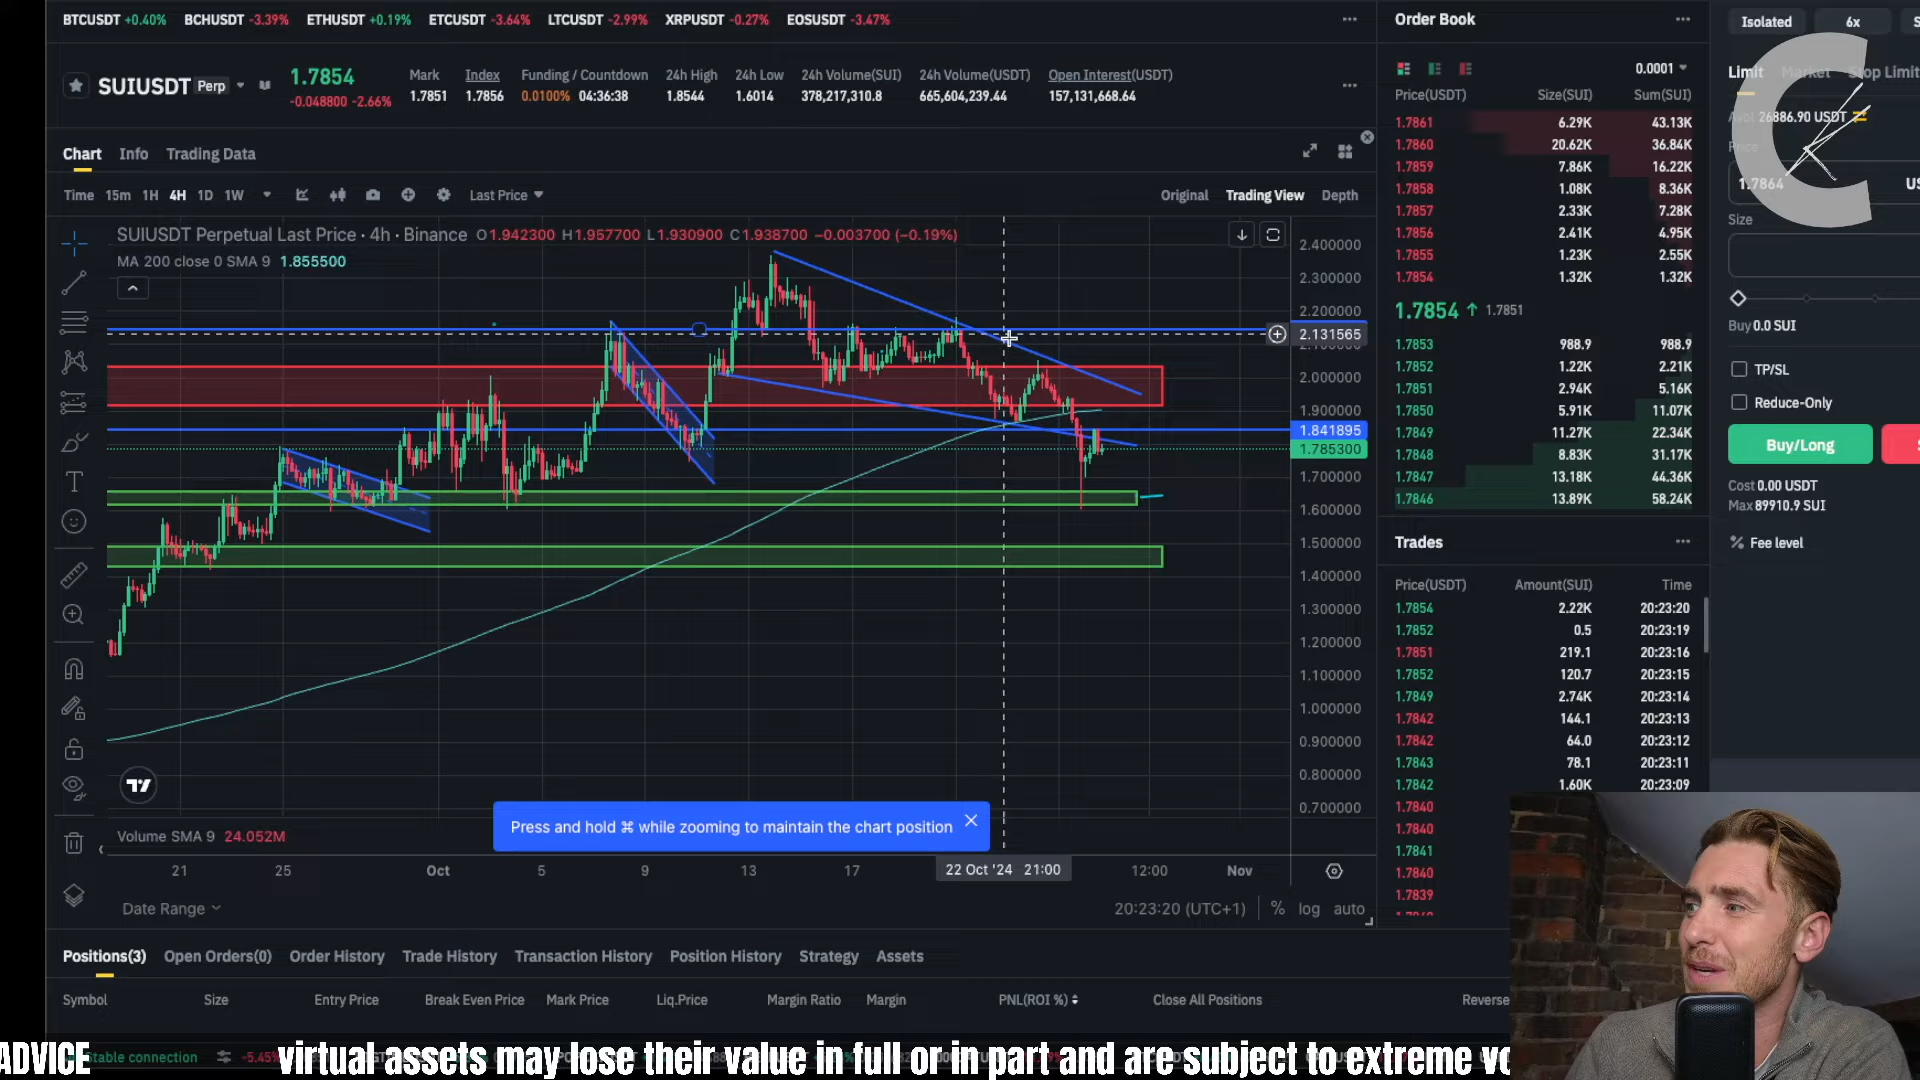 BTCUSDT +0.40% BCHUSDT -3.39% ETHUSDT +0.19% ETCUSDT -3.64% LTCUSDT -2.99% XRPUSDT -0.27% EOSUSDT -3.47%
SUIUSDT Perp
1.7854
-0.048800 -2.66%
Mark
1.7851
Index
1.7856
Funding / Countdown
0.0100% 04:36:38
24h High
1.8544
24h Low
1.6014
24h Volume(SUI)
378,217,310.8
24h Volume(USDT)
665,604,239.44
Open Interest(USDT)
157,131,668.64
Chart Info Trading Data
Time 15m 1H 4H 1D 1W Last Price
Original Trading View Depth
SUIUSDT Perpetual Last Price · 4h · Binance O1.942300 H1.957700 L1.930900 C1.938700 −0.003700 (−0.19%)
MA 200 close 0 SMA 9 1.855500
2.400000
2.300000
2.200000
2.131565
2.000000
1.900000
1.841895
1.785300
1.700000
1.600000
1.500000
1.400000
1.300000
1.200000
1.100000
1.000000
0.900000
0.800000
0.700000
Press and hold ⌘ while zooming to maintain the chart position
Volume SMA 9 24.052M
21 25 Oct 5 9 13 17 22 Oct '24 21:00 12:00 Nov
Date Range
20:23:20 (UTC+1) % log auto
Positions(3) Open Orders(0) Order History Trade History Transaction History Position History Strategy Assets
Symbol Size Entry Price Break Even Price Mark Price Liq.Price Margin Ratio Margin PNL(ROI %) Close All Positions Reverse
Order Book
0.0001
Price(USDT) Size(SUI) Sum(SUI)
1.7861 6.29K 43.13K
1.7860 20.62K 36.84K
1.7859 7.86K 16.22K
1.7858 1.08K 8.36K
1.7857 2.33K 7.28K
1.7856 2.41K 4.95K
1.7855 1.23K 2.55K
1.7854 1.32K 1.32K
1.7854 ↑ 1.7851
1.7853 988.9 988.9
1.7852 1.22K 2.21K
1.7851 2.94K 5.16K
1.7850 5.91K 11.07K
1.7849 11.27K 22.34K
1.7848 8.83K 31.17K
1.7847 13.18K 44.36K
1.7846 13.89K 58.24K
Trades
Price(USDT) Amount(SUI) Time
1.7854 2.22K 20:23:20
1.7852 0.5 20:23:19
1.7851 219.1 20:23:16
1.7852 120.7 20:23:15
1.7849 2.74K 20:23:14
1.7842 144.1 20:23:13
1.7842 64.0 20:23:12
1.7843 78.1 20:23:11
1.7842 1.60K 20:23:09
1.7840
1.7840
1.7841
1.7840
1.7839
Isolated 6x
Limit Market Stop Limit
26886.90 USDT
Price
1.7864
Size
Buy 0.0 SUI
TP/SL
Reduce-Only
Buy/Long
Cost 0.00 USDT
Max 89910.9 SUI
% Fee level
Stable connection -5.45%
ADVICE virtual assets may lose their value in full or in part and are subject to extreme